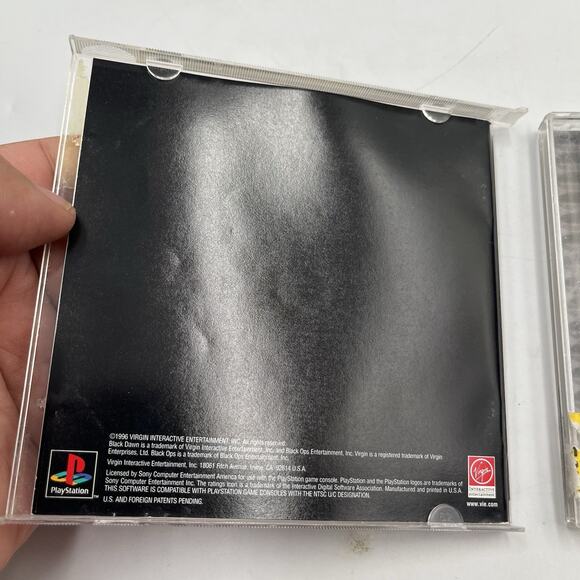 ©1996 VIRGIN INTERACTIVE ENTERTAINMENT, INC. All rights reserved.
Black Dawn is a trademark of Virgin Interactive Entertainment, Inc. and Black Ops Entertainment, Inc. Virgin is a registered trademark of Virgin
Enterprises, Ltd. Black Ops is a trademark of Black Ops Entertainment, Inc.
Virgin Interactive Entertainment, Inc. 18061 Fitch Avenue, Irvine, CA. 92614 U.S.A.
Licensed by Sony Computer Entertainment America for use with the PlayStation game console. PlayStation and the PlayStation logos are trademarks of
Sony Computer Entertainment Inc. The ratings icon is a trademark of the Interactive Digital Software Association. Manufactured and printed in U.S.A.
THIS SOFTWARE IS COMPATIBLE WITH PLAYSTATION GAME CONSOLES WITH THE NTSC U/C DESIGNATION.
U.S. AND FOREIGN PATENTS PENDING.
PlayStation
Virgin
INTERACTIVE
entertainment
www.vie.com